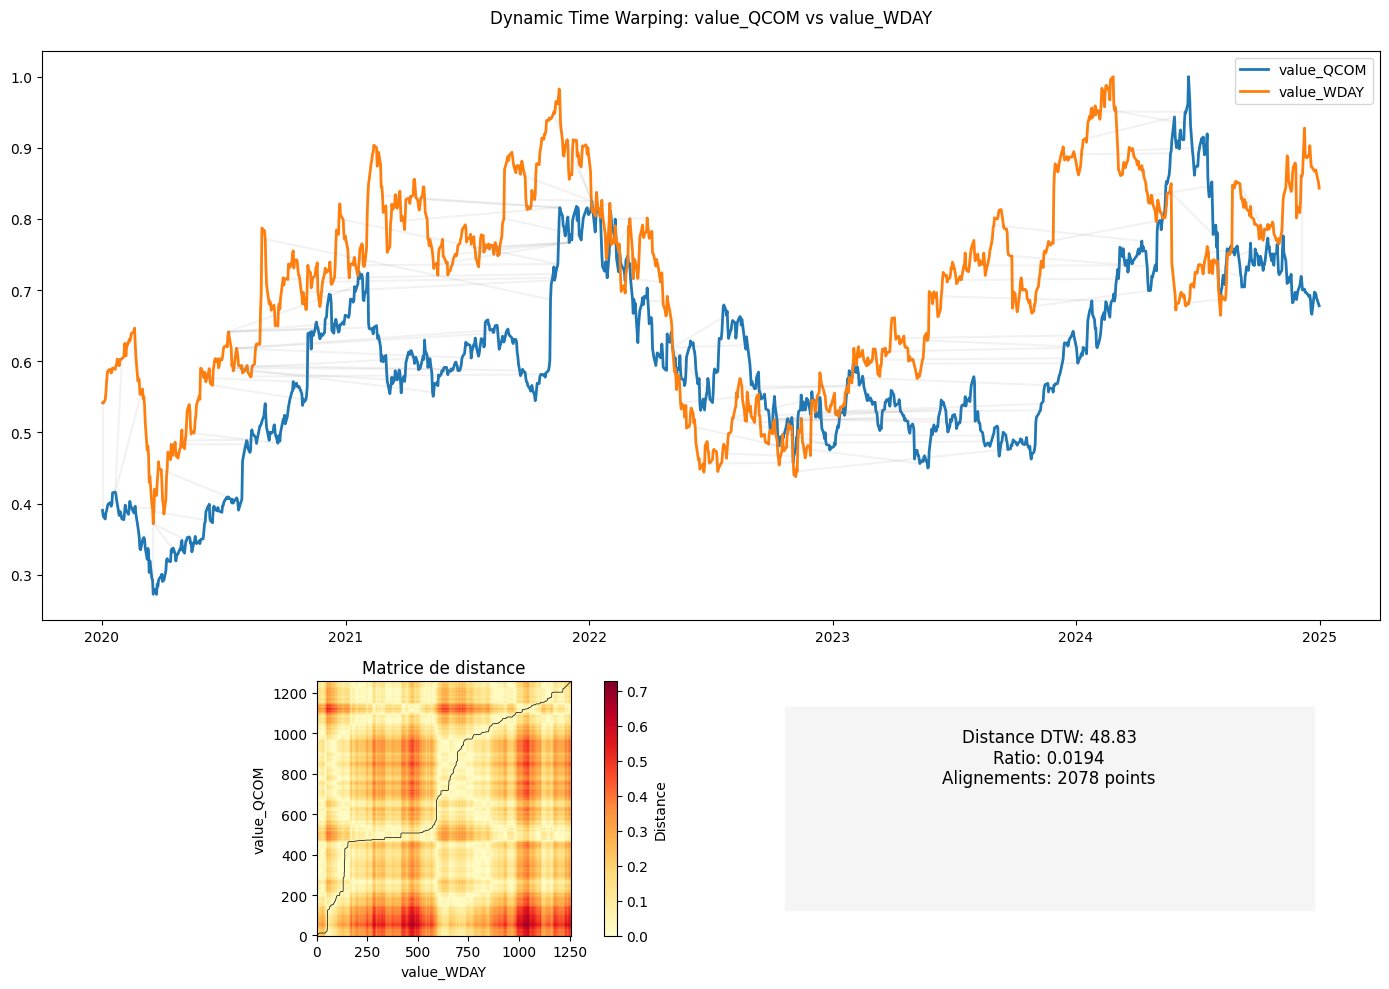 Dynamic Time Warping: value_QCOM vs value_WDAY
value_QCOM
value_WDAY
1.0
0.9
0.8
0.7
0.6
0.5
0.4
0.3
2020 2021 2022 2023 2024 2025
Matrice de distance
value_QCOM
1200
1000
800
600
400
200
0
0 250 500 750 1000 1250
value_WDAY
0.7
0.6
0.5
0.4
0.3
0.2
0.1
0.0
Distance
Distance DTW: 48.83
Ratio: 0.0194
Alignements: 2078 points